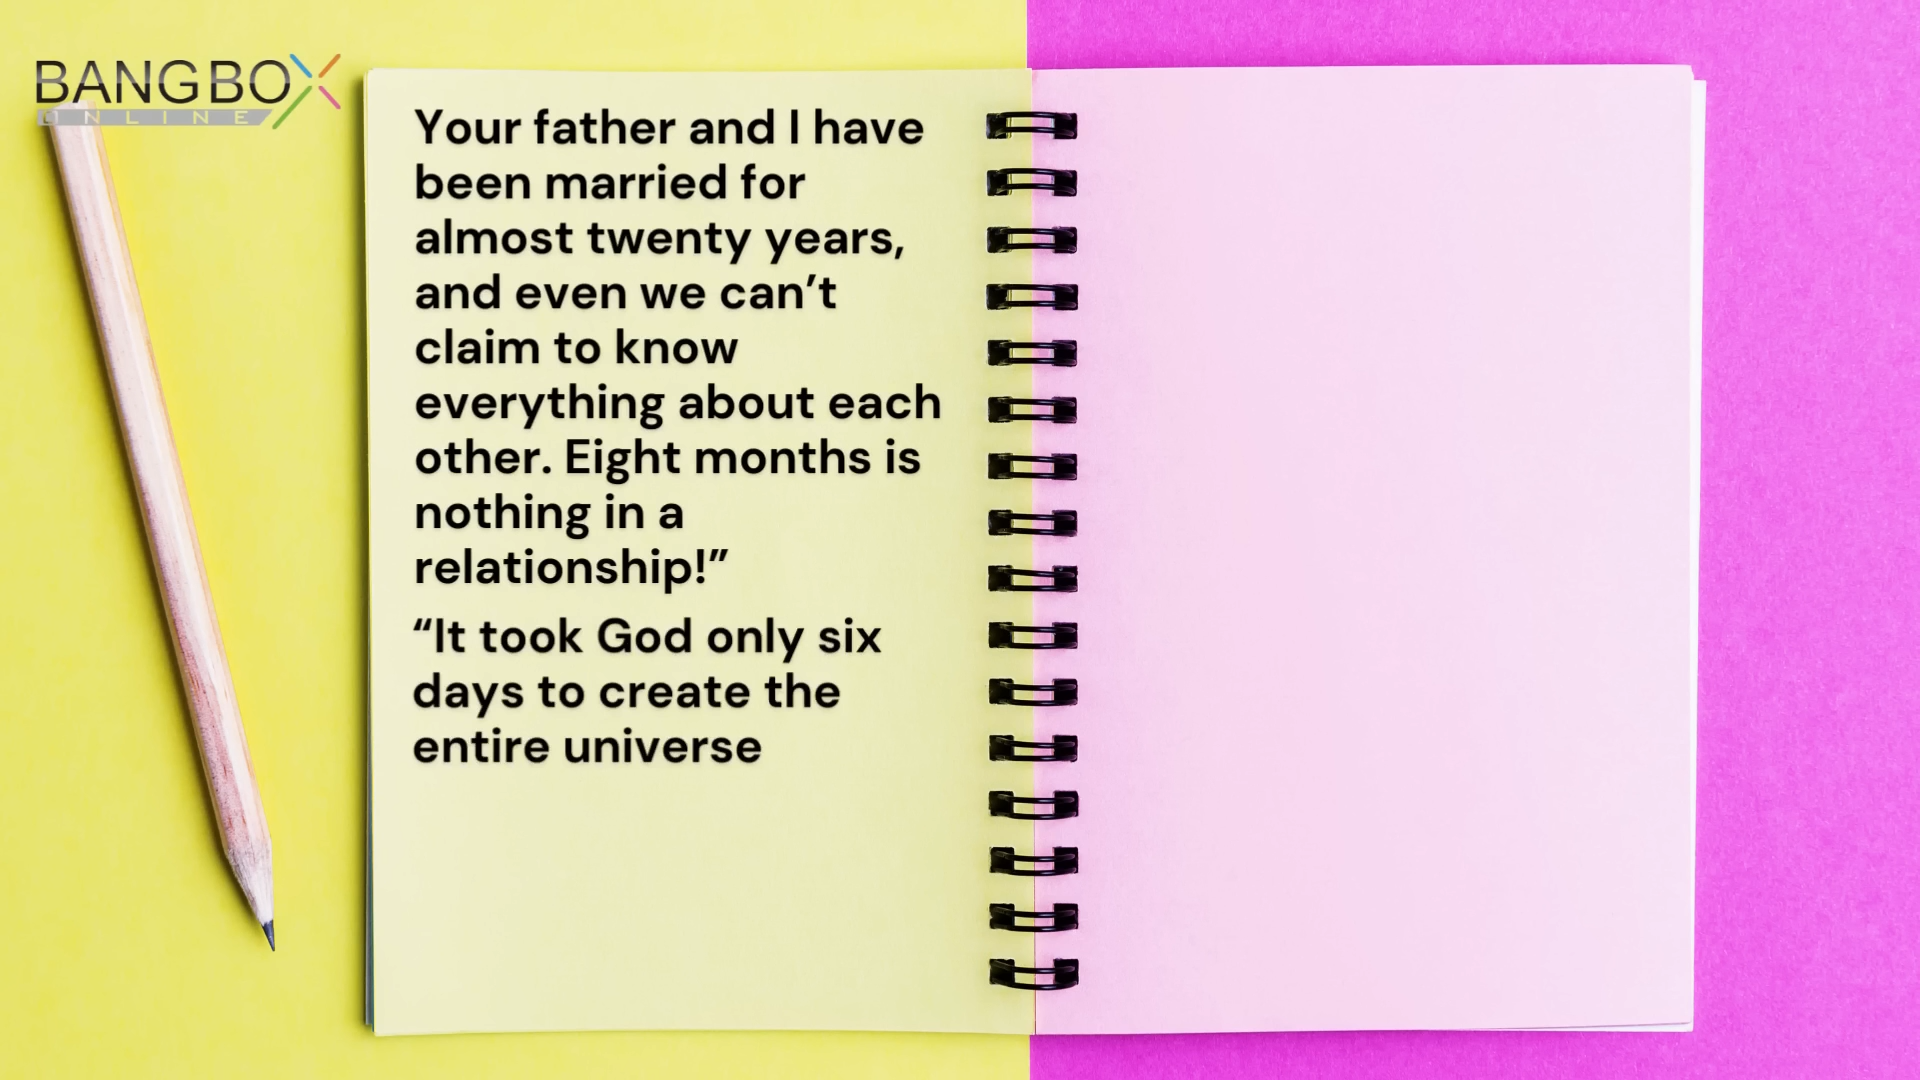 BANGBOX
ONLINE
Your father and I have
been married for
almost twenty years,
and even we can’t
claim to know
everything about each
other. Eight months is
nothing in a
relationship!”
“It took God only six
days to create the
entire universe